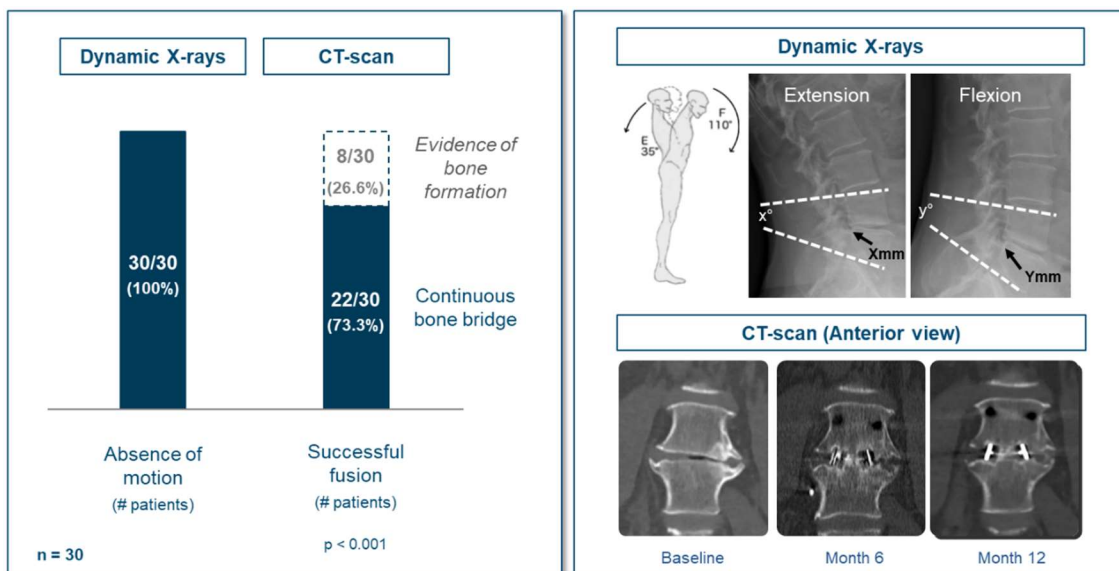 Dynamic X-rays
CT-scan
8/30
(26.6%)
Evidence of
bone
formation
30/30
(100%)
22/30
(73.3%)
Continuous
bone bridge
Absence of
motion
(# patients)
Successful
fusion
(# patients)
p < 0.001
n = 30
Dynamic X-rays
E
35°
F
110°
Extension
x°
Xmm
Flexion
y°
Ymm
CT-scan (Anterior view)
Baseline
Month 6
Month 12